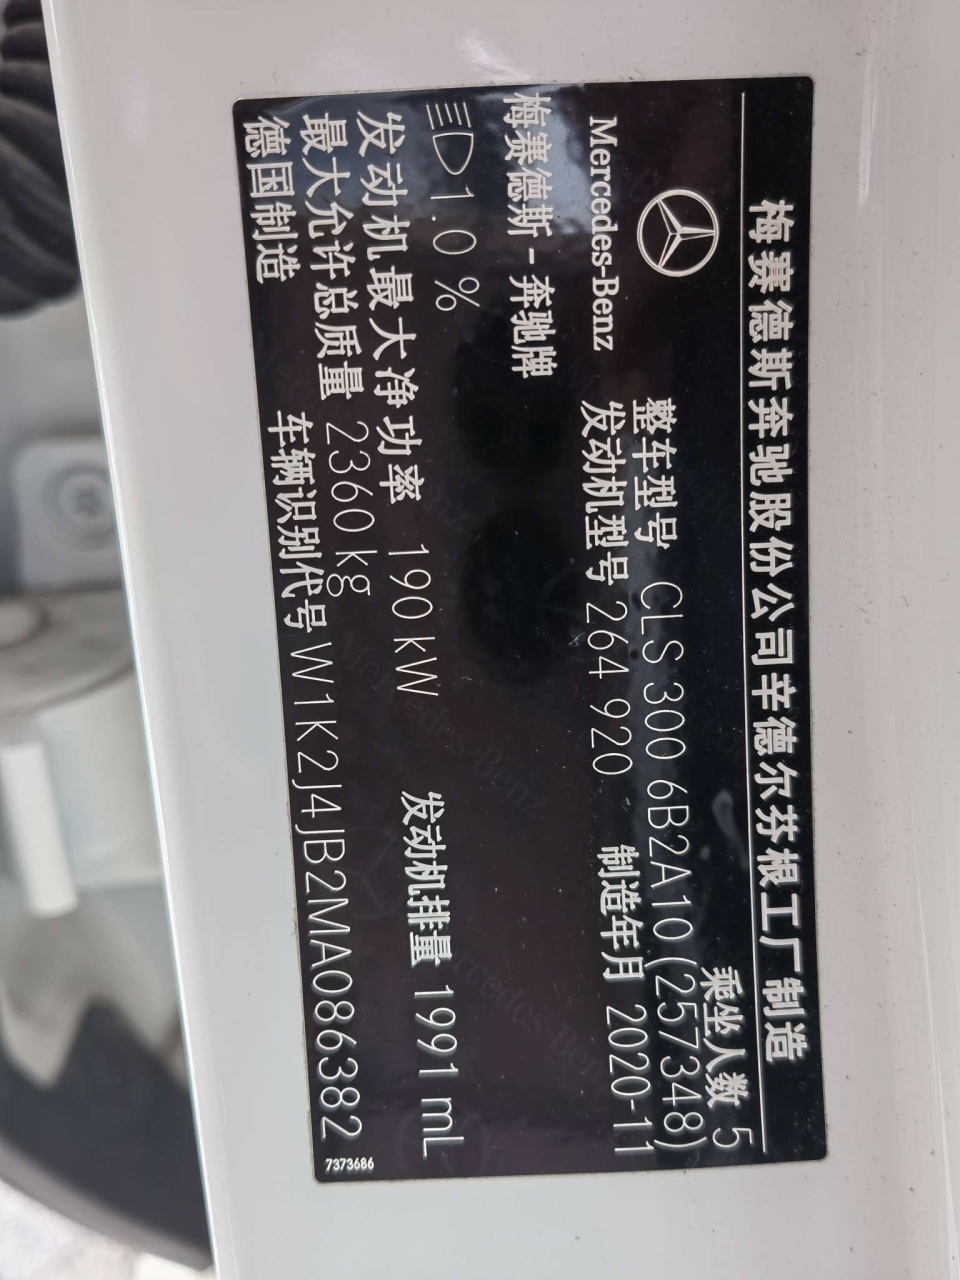 梅赛德斯奔驰股份公司辛德尔芬根工厂制造
乘坐人数 5
Mercedes-Benz
整车型号 CLS 300 6B2A10 (257348)
发动机型号 264 920
制造年月 2020-11
梅赛德斯-奔驰牌
1.0 %
发动机最大净功率 190 kW
发动机排量 1991 mL
最大允许总质量 2360 kg
德国制造
车辆识别代号 W1K2J4JB2MA086382
7373686